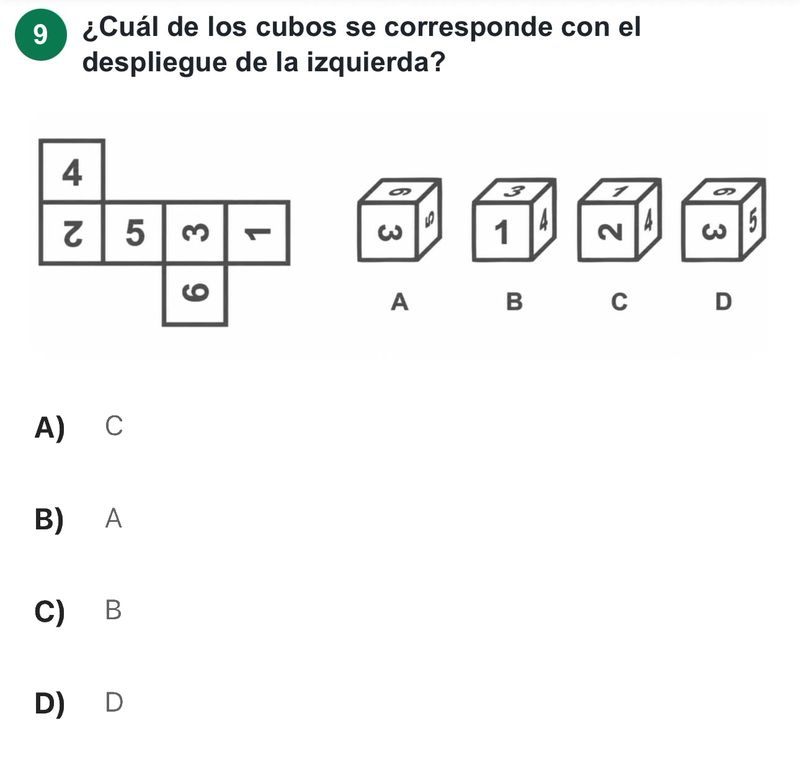 9 ¿Cuál de los cubos se corresponde con el
despliegue de la izquierda?
4
2 5 3 1
6
6 3 5
3 1 4
1 2 4
6 3 5
A B C D
A) C
B) A
C) B
D) D